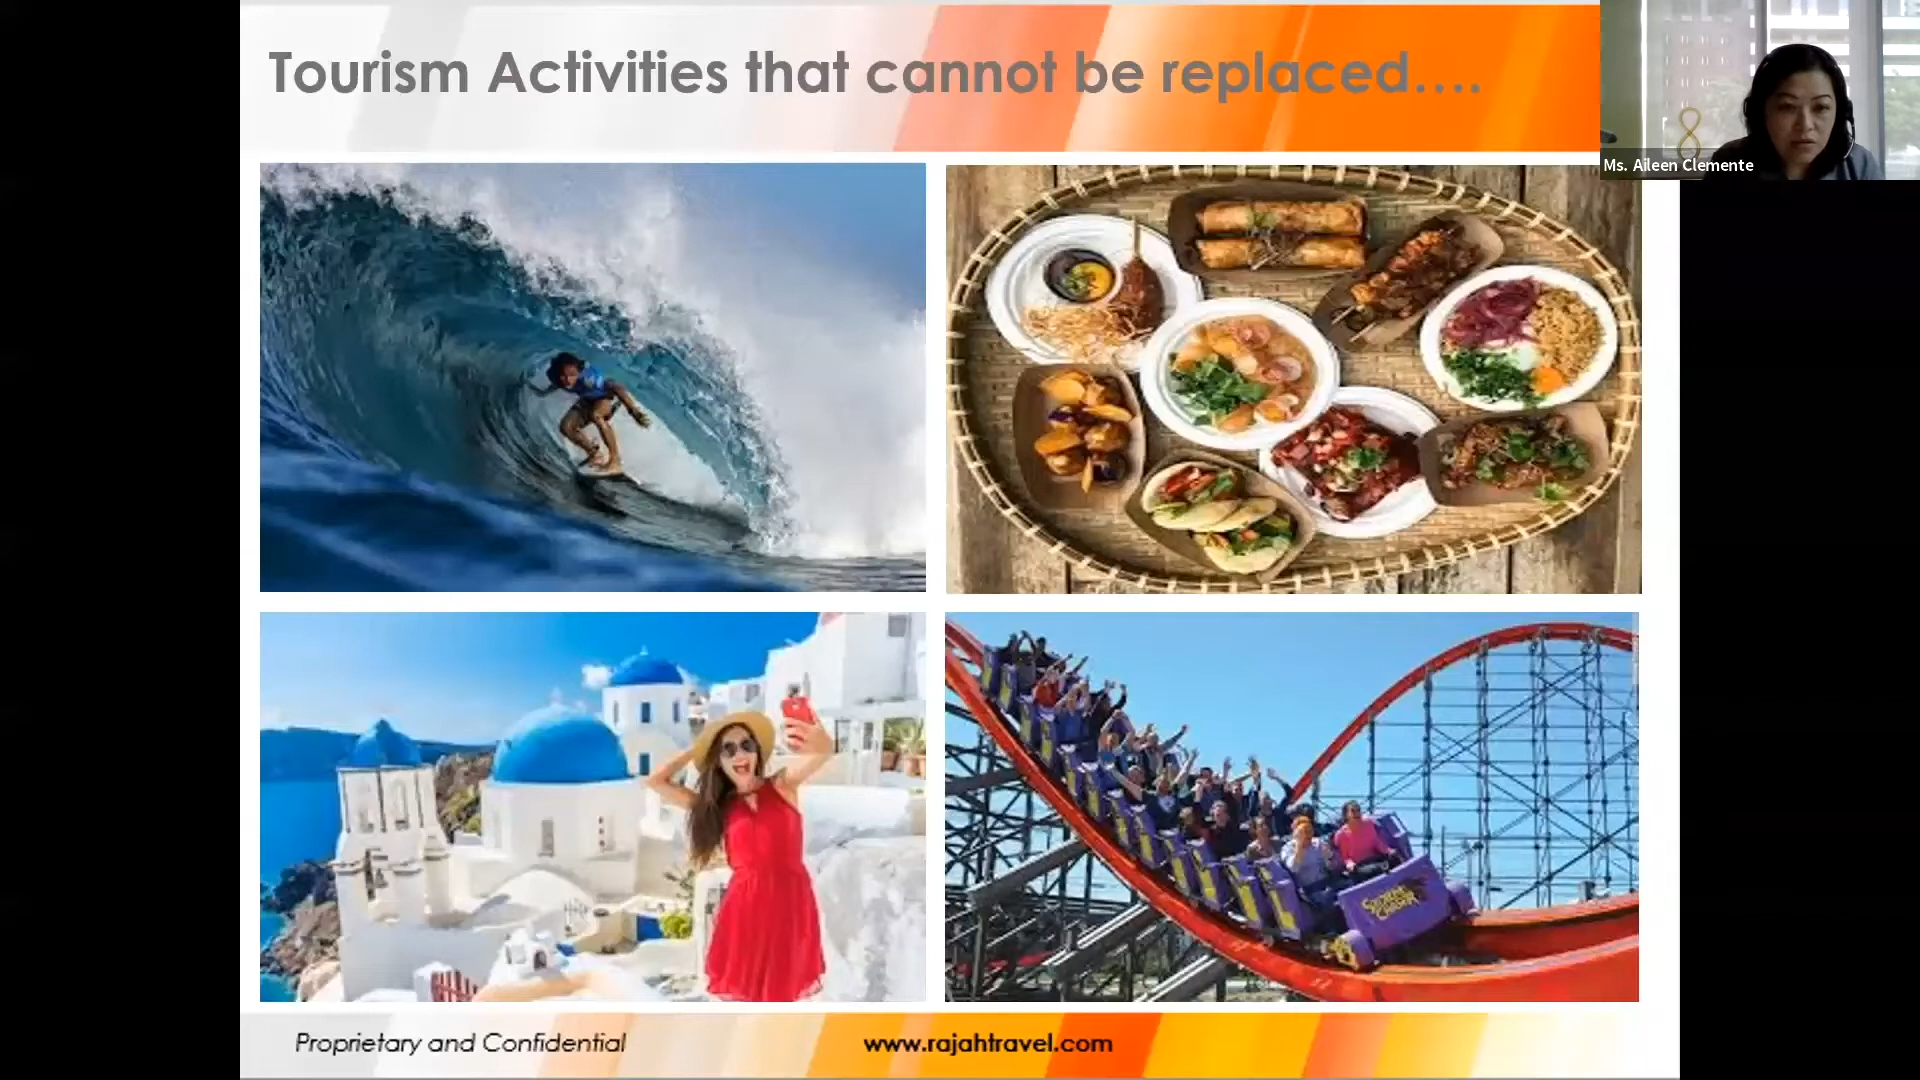 Tourism Activities that cannot be replaced....
Ms. Aileen Clemente
Proprietary and Confidential
www.rajahtravel.com